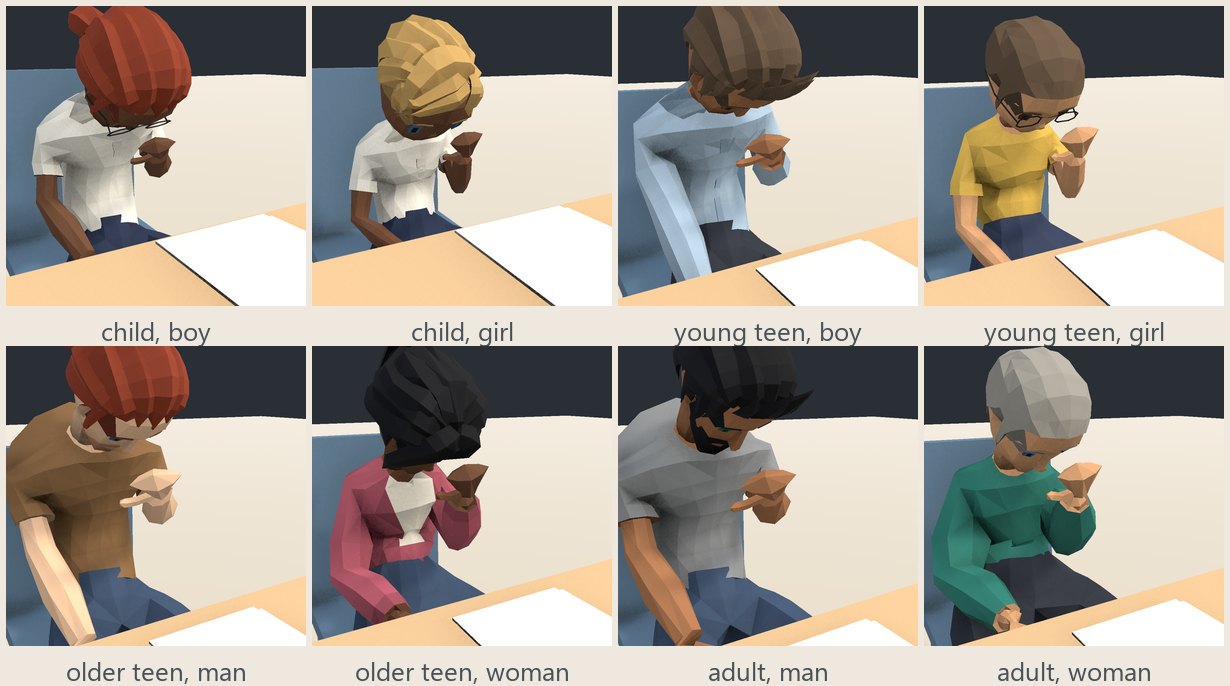 child, boy
child, girl
young teen, boy
young teen, girl
older teen, man
older teen, woman
adult, man
adult, woman